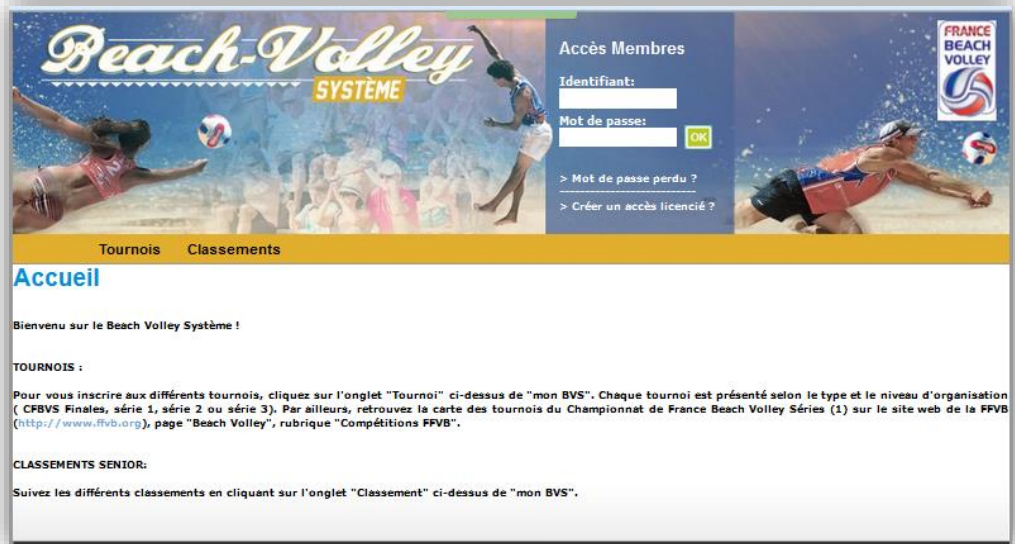 Beach-Volley
SYSTÈME
Accès Membres
Identifiant:
Mot de passe:
OK
> Mot de passe perdu ?
> Créer un accès licencié ?
FRANCE
BEACH
VOLLEY
Tournois Classements
Accueil
Bienvenu sur le Beach Volley Système !
TOURNOIS :
Pour vous inscrire aux différents tournois, cliquez sur l'onglet "Tournoi" ci-dessus de "mon BVS". Chaque tournoi est présenté selon le type et le niveau d'organisation
( CFBVS Finales, série 1, série 2 ou série 3). Par ailleurs, retrouvez la carte des tournois du Championnat de France Beach Volley Séries (1) sur le site web de la FFVB
(http://www.ffvb.org), page "Beach Volley", rubrique "Compétitions FFVB".
CLASSEMENTS SENIOR:
Suivez les différents classements en cliquant sur l'onglet "Classement" ci-dessus de "mon BVS".